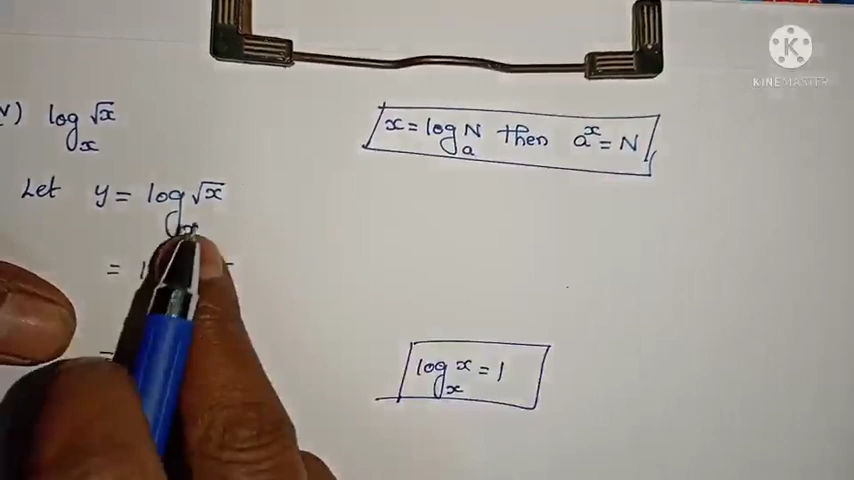 KINEMASTER
V) log_x √x
x = log_a N then a^x = N
Let y = log_x √x
=
log_x x = 1